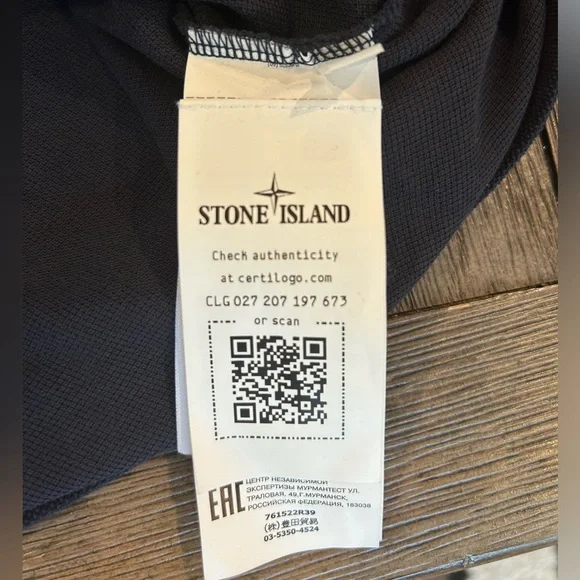 STONE ISLAND
Check authenticity
at certilogo.com
CLG 027 207 197 673
or scan
EAC
ЦЕНТР НЕЗАВИСИМОЙ
ЭКСПЕРТИЗЫ МУРМАНТЕСТ УЛ.
ТРАЛОВАЯ, 49,Г.МУРМАНСК,
РОССИЙСКАЯ ФЕДЕРАЦИЯ, 183038
761522R39
(株)豊田貿易
03-5350-4524